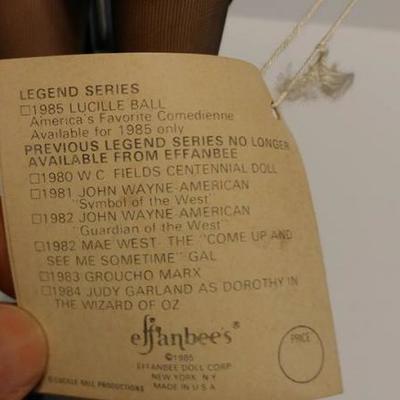 LEGEND SERIES
□1985 LUCILLE BALL
America's Favorite Comedienne
Available for 1985 only
PREVIOUS LEGEND SERIES NO LONGER
AVAILABLE FROM EFFANBEE
□1980 W.C. FIELDS CENTENNIAL DOLL
□1981 JOHN WAYNE-AMERICAN
"Symbol of the West"
□1982 JOHN WAYNE-AMERICAN
"Guardian of the West"
□1982 MAE WEST- THE "COME UP AND
SEE ME SOMETIME" GAL
□1983 GROUCHO MARX
□1984 JUDY GARLAND AS DOROTHY IN
THE WIZARD OF OZ
effanbee's®
PRICE
©1985
EFFANBEE DOLL CORP.
NEW YORK, N.Y.
MADE IN U.S.A.
PRODUCTIONS